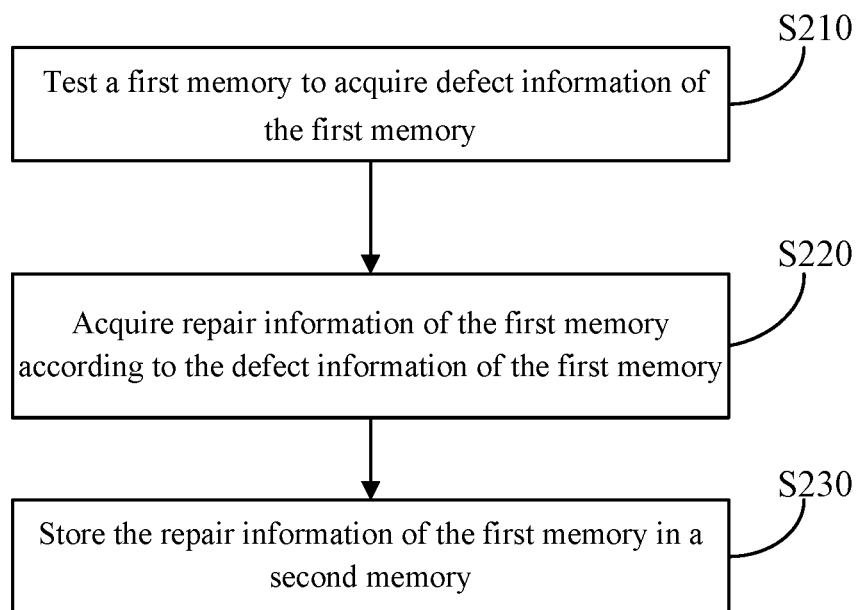 S210
Test a first memory to acquire defect information of
the first memory
S220
Acquire repair information of the first memory
according to the defect information of the first memory
S230
Store the repair information of the first memory in a
second memory